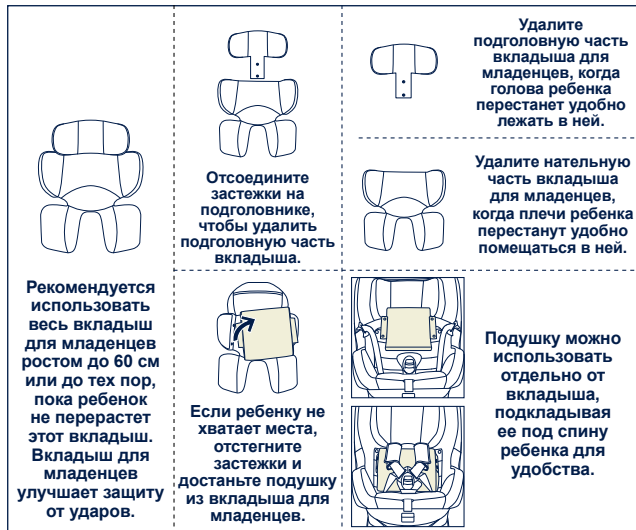 Рекомендуется
использовать
весь вкладыш
для младенцев
ростом до 60 см
или до тех пор,
пока ребенок
не перерастет
этот вкладыш.
Вкладыш для
младенцев
улучшает защиту
от ударов.
Отсоедините
застежки на
подголовнике,
чтобы удалить
подголовную часть
вкладыша.
Если ребенку не
хватает места,
отстегните
застежки и
достаньте подушку
из вкладыша для
младенцев.
Удалите
подголовную часть
вкладыша для
младенцев, когда
голова ребенка
перестанет удобно
лежать в ней.
Удалите нательную
часть вкладыша
для младенцев,
когда плечи ребенка
перестанут удобно
помещаться в ней.
Подушку можно
использовать
отдельно от
вкладыша,
подкладывая
ее под спину
ребенка для
удобства.